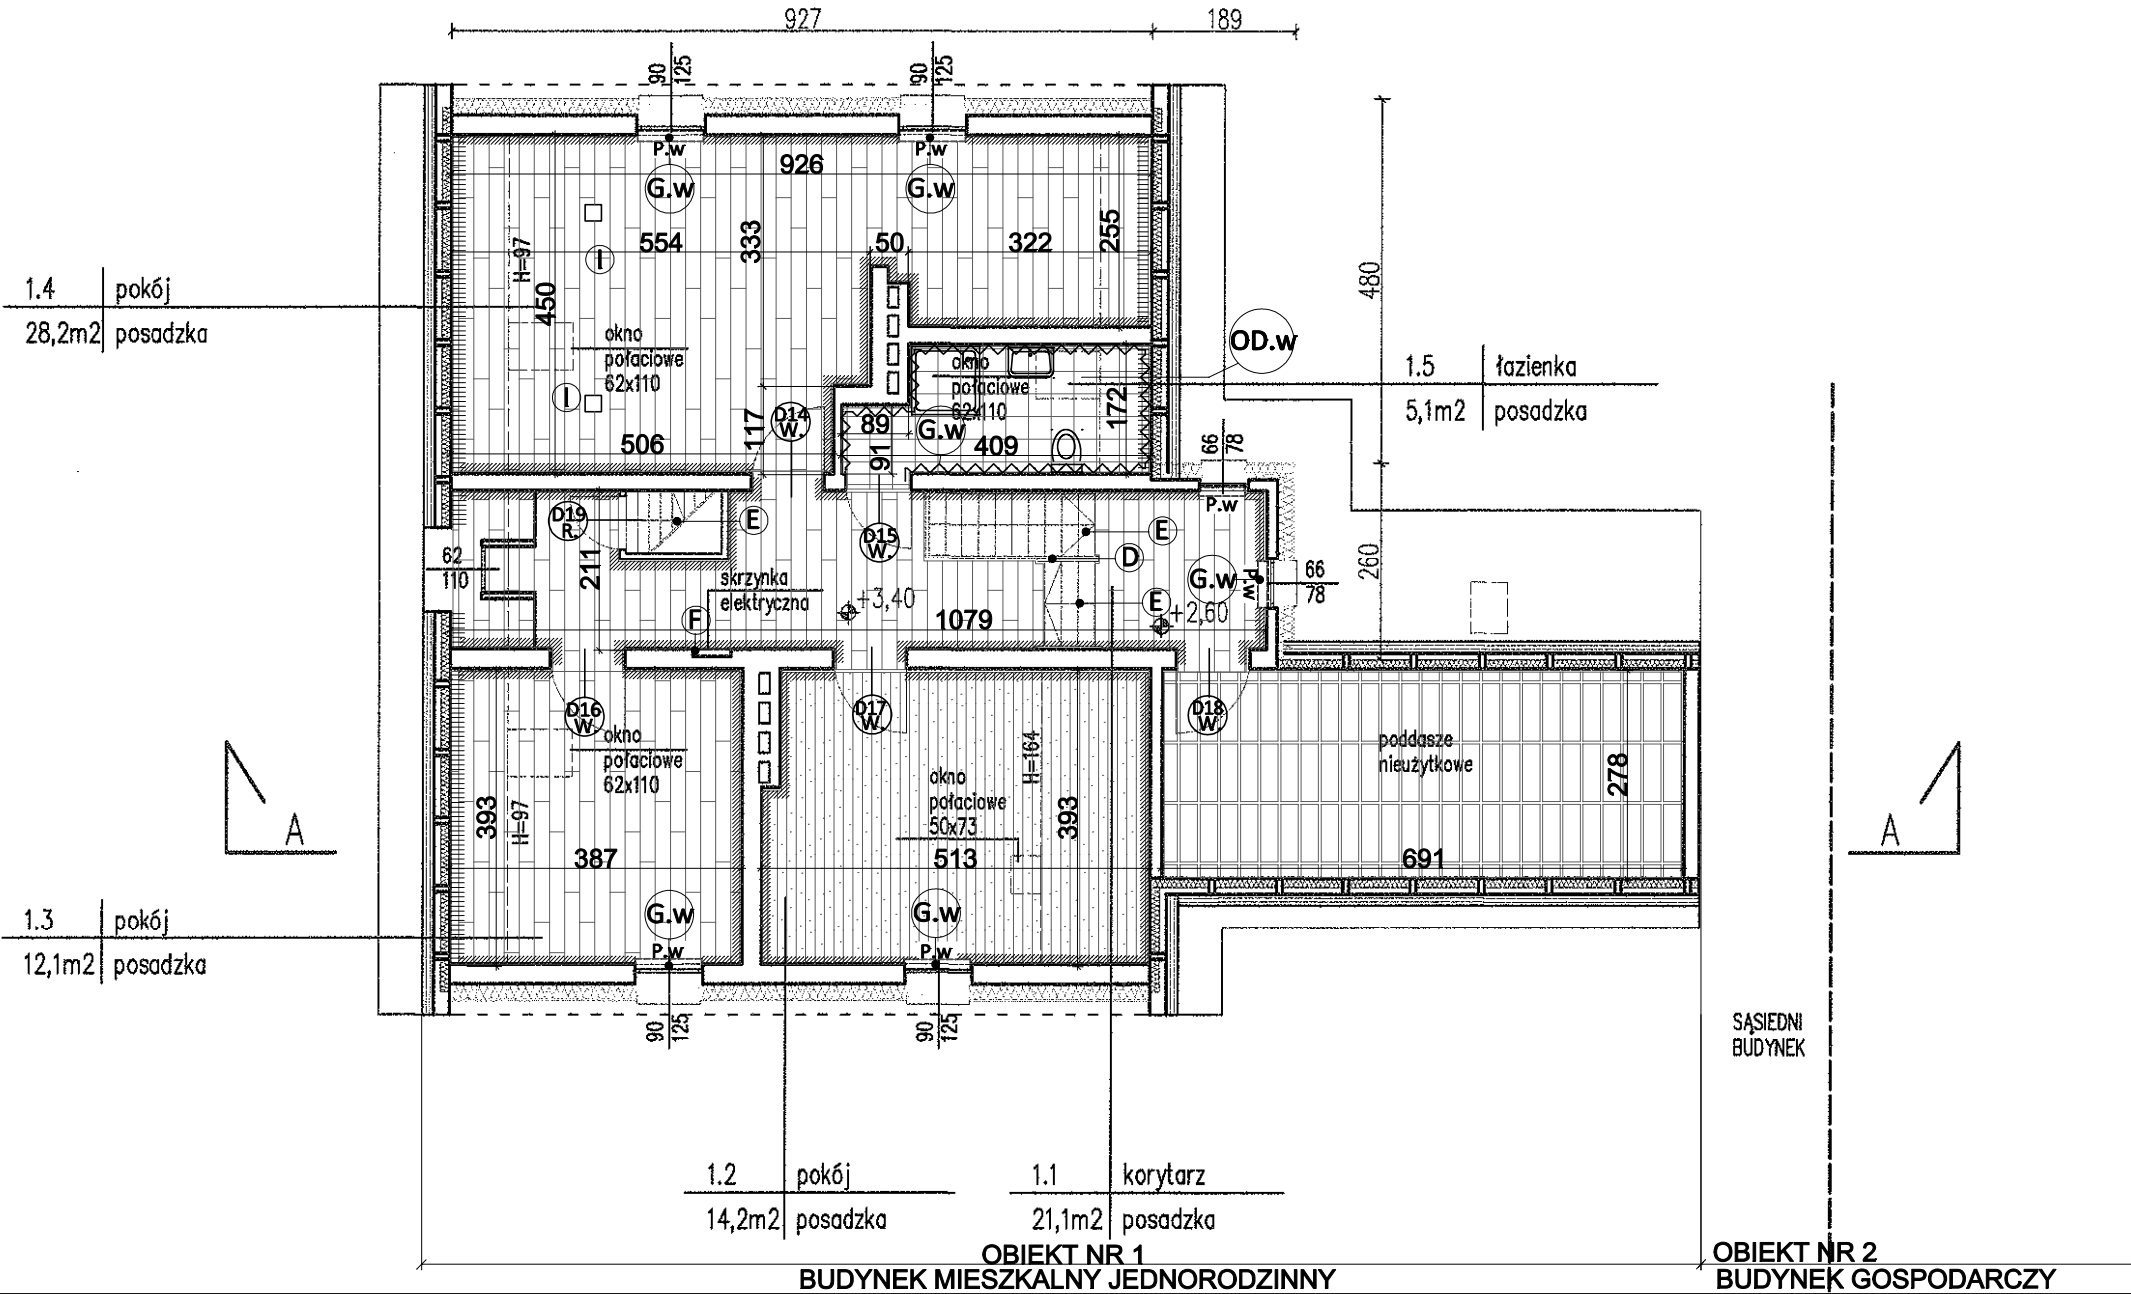 927
189
90
125
90
125
P.w
P.w
926
G.w
G.w
554
333
50
322
255
480
H=97
I
450
1.4 pokój
28,2m2 posadzka
okno
połaciowe
62x110
OD.w
okno
połaciowe
62x110
1.5 łazienka
5,1m2 posadzka
I
172
D14
W.
117
89
G.w
506
91
409
66
78
P.w
D19
R.
E
D15
W.
E
D
62
110
211
skrzynka
elektryczna
G.w
P.w
66
78
260
+3,40
E
+2,60
F
1079
D16
W
D17
W.
D18
W
okno
połaciowe
62x110
H=164
okno
połaciowe
50x73
poddasze
nieużytkowe
278
393
H=97
393
A
A
387
513
691
G.w
G.w
1.3 pokój
12,1m2 posadzka
P.w
P.w
90
125
90
125
SĄSIEDNI
BUDYNEK
1.2 pokój
14,2m2 posadzka
1.1 korytarz
21,1m2 posadzka
OBIEKT NR 1
BUDYNEK MIESZKALNY JEDNORODZINNY
OBIEKT NR 2
BUDYNEK GOSPODARCZY